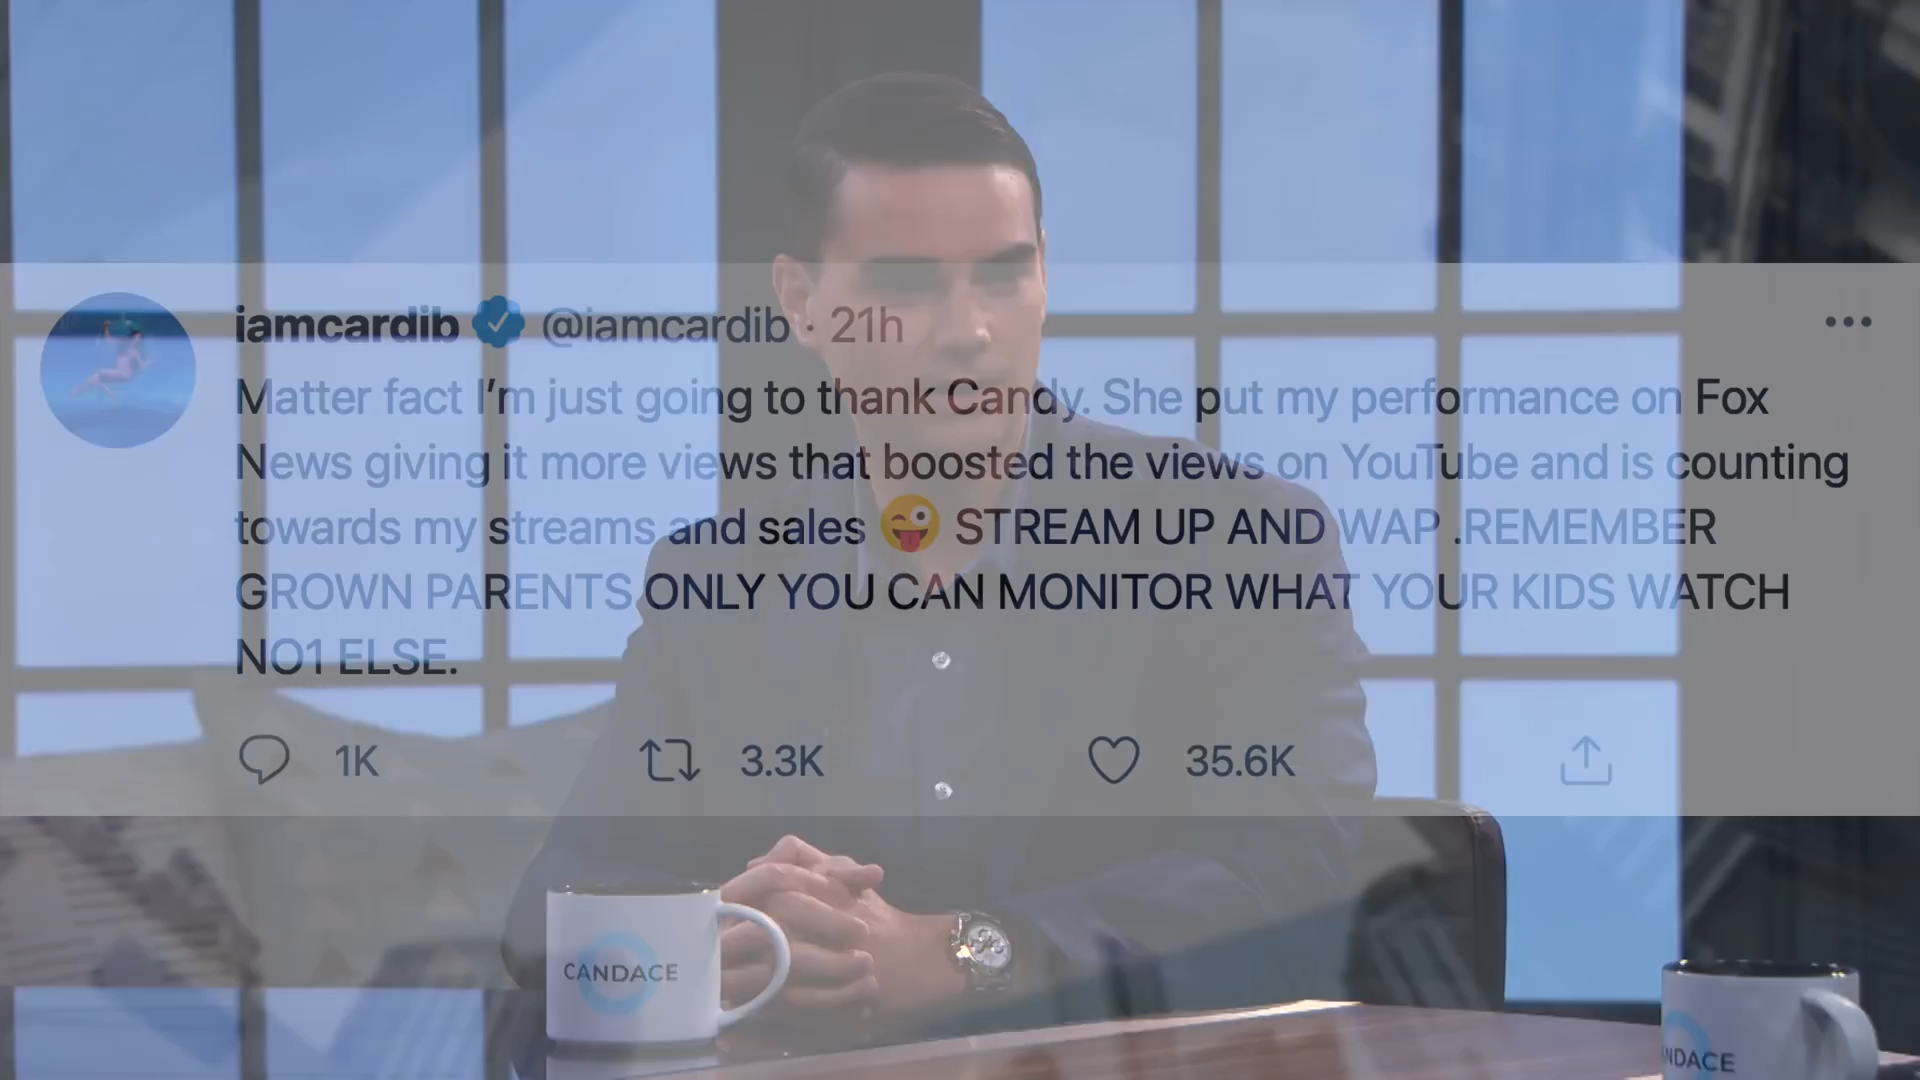 iamcardib @iamcardib · 21h
Matter fact I’m just going to thank Candy. She put my performance on Fox
News giving it more views that boosted the views on YouTube and is counting
towards my streams and sales 😜 STREAM UP AND WAP .REMEMBER
GROWN PARENTS ONLY YOU CAN MONITOR WHAT YOUR KIDS WATCH
NO1 ELSE.
1K 3.3K 35.6K
CANDACE
NDACE